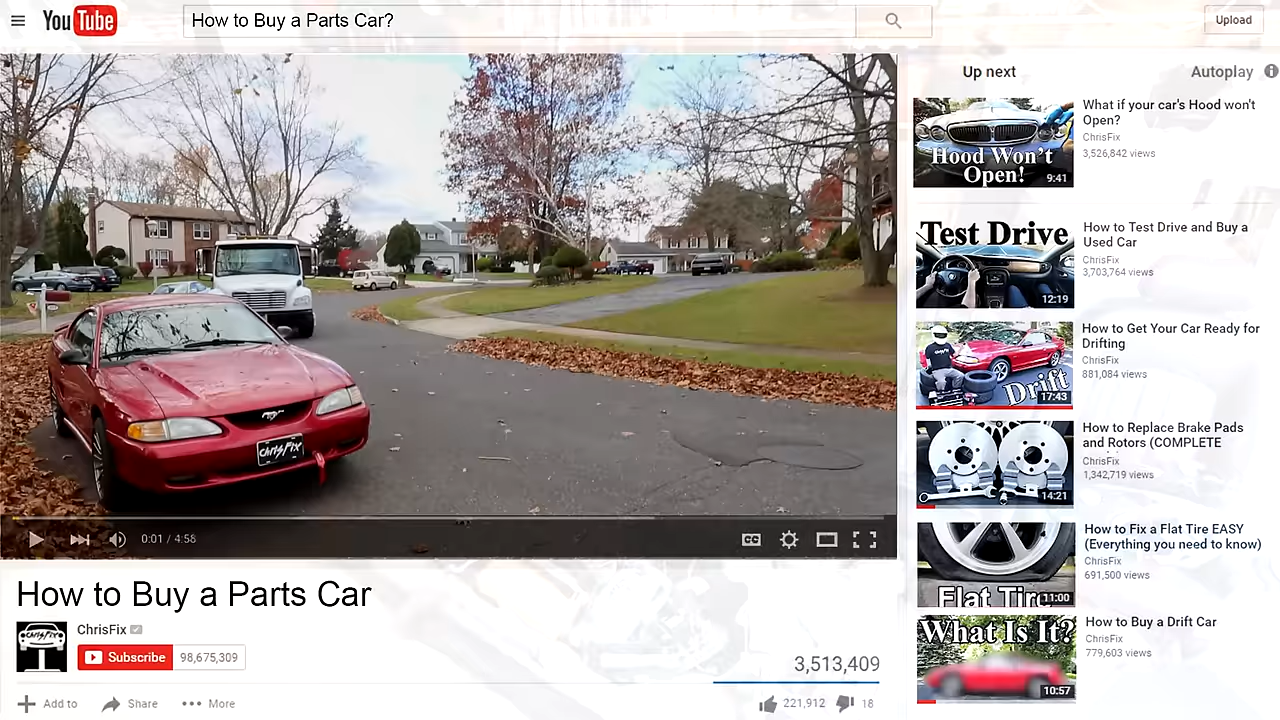 YouTube
How to Buy a Parts Car?
Upload
ChrisFix
0:01 / 4:58
CC
How to Buy a Parts Car
ChrisFix
ChrisFix
Subscribe
98,675,309
3,513,409
Add to
Share
More
221,912
18
Up next
Autoplay
Hood Won't
Open!
9:41
What if your car's Hood won't
Open?
ChrisFix
3,526,842 views
Test Drive
12:19
How to Test Drive and Buy a
Used Car
ChrisFix
3,703,764 views
Drift
17:43
How to Get Your Car Ready for
Drifting
ChrisFix
881,084 views
14:21
How to Replace Brake Pads
and Rotors (COMPLETE
ChrisFix
1,342,719 views
Flat Tire
11:00
How to Fix a Flat Tire EASY
(Everything you need to know)
ChrisFix
691,500 views
What Is It?
10:57
How to Buy a Drift Car
ChrisFix
779,603 views